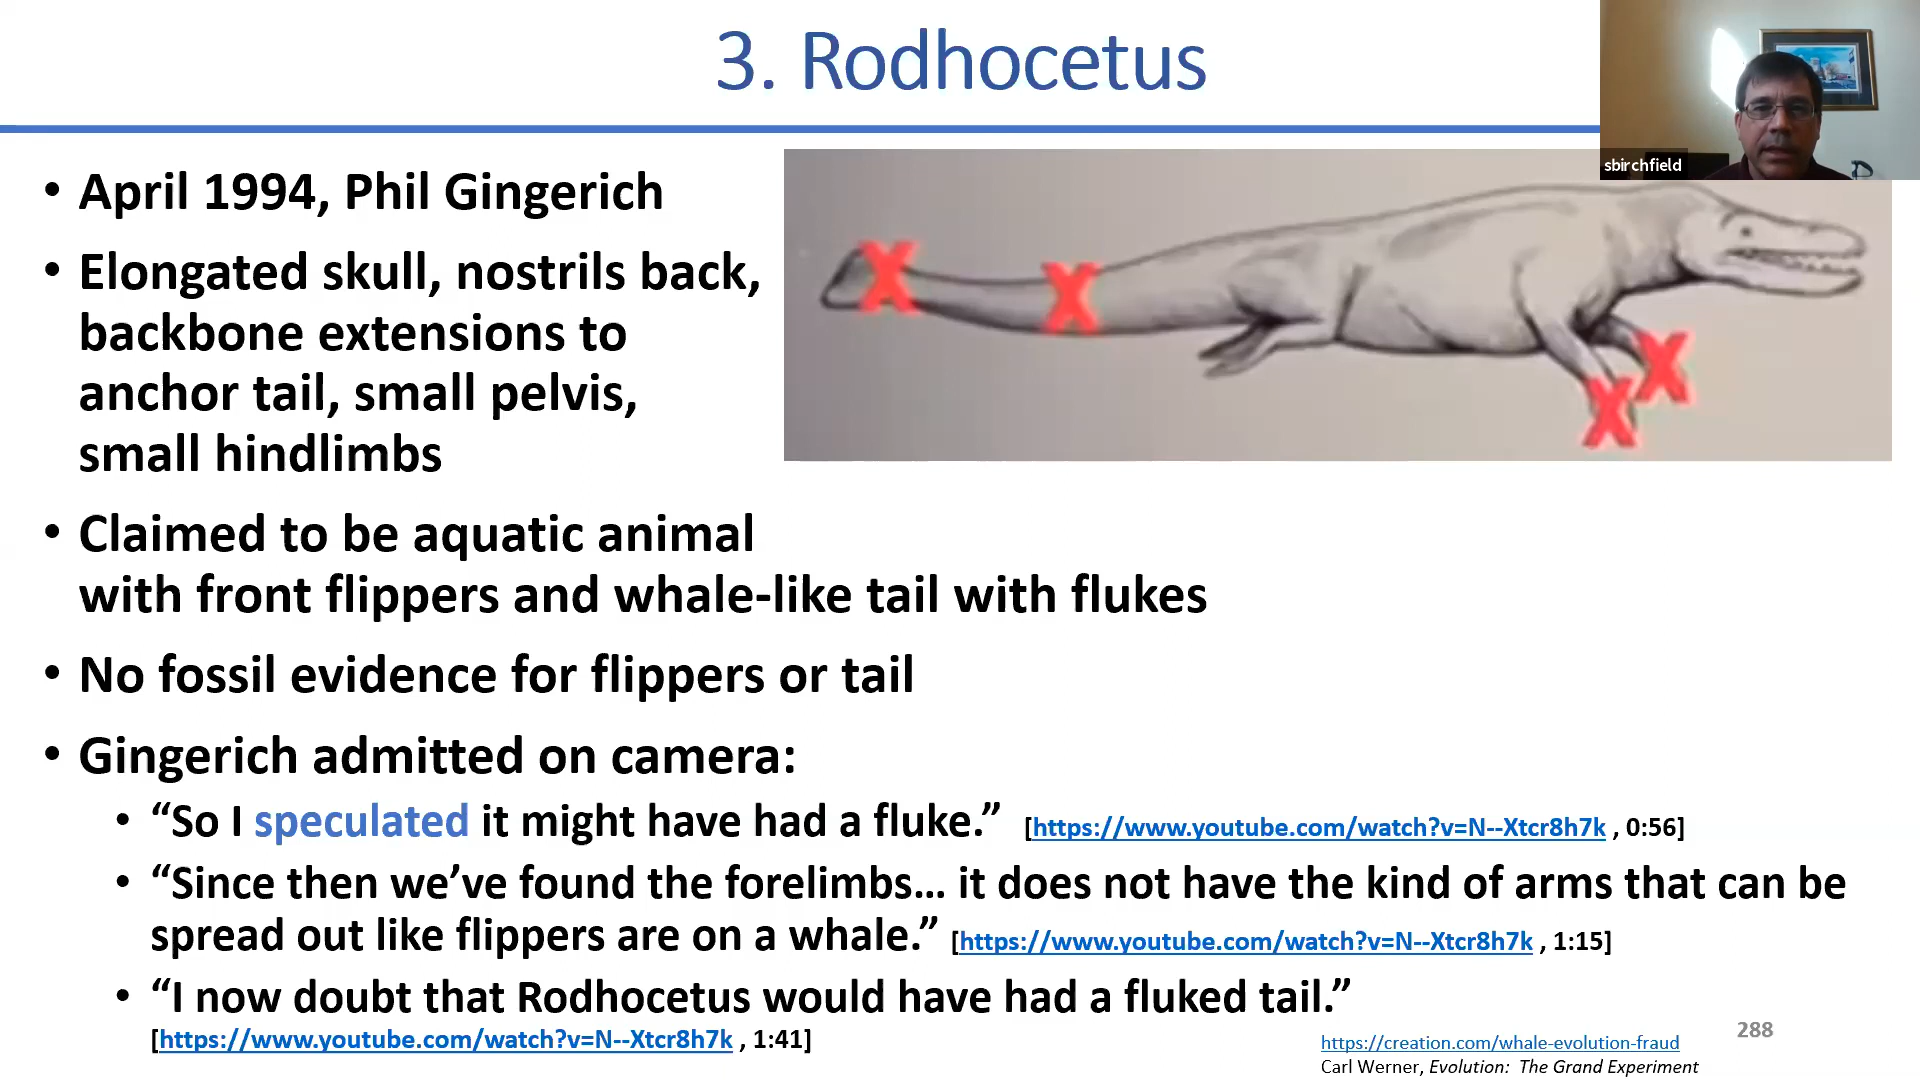 3. Rodhocetus
sbirchfield
• April 1994, Phil Gingerich
• Elongated skull, nostrils back,
backbone extensions to
anchor tail, small pelvis,
small hindlimbs
• Claimed to be aquatic animal
with front flippers and whale-like tail with flukes
• No fossil evidence for flippers or tail
• Gingerich admitted on camera:
• “So I speculated it might have had a fluke.” [https://www.youtube.com/watch?v=N--Xtcr8h7k , 0:56]
• “Since then we’ve found the forelimbs… it does not have the kind of arms that can be
spread out like flippers are on a whale.” [https://www.youtube.com/watch?v=N--Xtcr8h7k , 1:15]
• “I now doubt that Rodhocetus would have had a fluked tail.”
[https://www.youtube.com/watch?v=N--Xtcr8h7k , 1:41]
288
https://creation.com/whale-evolution-fraud
Carl Werner, Evolution: The Grand Experiment